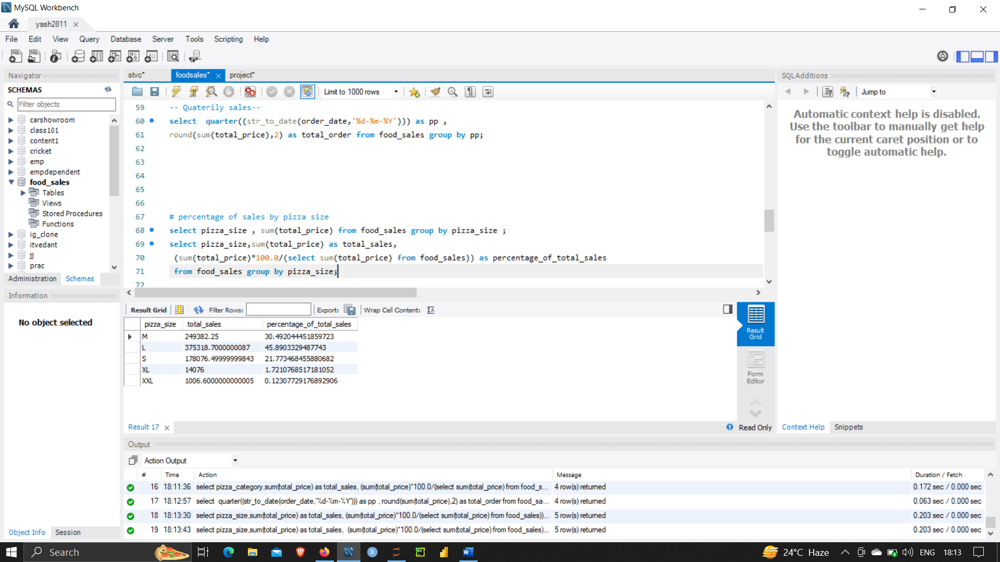 MySQL Workbench
yash2811
File Edit View Query Database Server Tools Scripting Help
Navigator
SCHEMAS
Filter objects
carshowroom
class101
content1
cricket
emp
empdependent
food_sales
Tables
Views
Stored Procedures
Functions
ig_clone
itvedant
jj
prac
Administration Schemas
Information
No object selected
Object Info Session
stvc* foodsales* project*
Limit to 1000 rows
59 -- Quaterily sales--
60 select  quarter((str_to_date(order_date,'%d-%m-%Y'))) as pp ,
61 round(sum(total_price),2) as total_order from food_sales group by pp;
62
63
64
65
66
67 # percentage of sales by pizza size
68 select pizza_size , sum(total_price) from food_sales group by pizza_size ;
69 select pizza_size,sum(total_price) as total_sales,
70 (sum(total_price)*100.0/(select sum(total_price) from food_sales)) as percentage_of_total_sales
71 from food_sales group by pizza_size;
72
Result Grid Filter Rows: Export: Wrap Cell Content:
pizza_size total_sales percentage_of_total_sales
M 249382.25 30.492044451859723
L 375318.7000000087 45.8903329487743
S 178076.49999999843 21.773468455880682
XL 14076 1.7210768517181052
XXL 1006.6000000000005 0.12307729176892906
Result Grid
Form Editor
Result 17
Read Only
SQLAdditions
Jump to
Automatic context help is disabled.
Use the toolbar to manually get help
for the current caret position or to
toggle automatic help.
Context Help Snippets
Output
Action Output
# Time Action Message Duration / Fetch
16 18:11:36 select pizza_category,sum(total_price) as total_sales, (sum(total_price)*100.0/(select sum(total_price) from food_s... 4 row(s) returned 0.172 sec / 0.000 sec
17 18:12:57 select  quarter((str_to_date(order_date,'%d-%m-%Y'))) as pp , round(sum(total_price),2) as total_order from food_sa... 4 row(s) returned 0.063 sec / 0.000 sec
18 18:13:30 select pizza_size,sum(total_price) as total_sales, (sum(total_price)*100.0/(select sum(total_price) from food_sales))... 5 row(s) returned 0.203 sec / 0.000 sec
19 18:13:43 select pizza_size,sum(total_price) as total_sales,  (sum(total_price)*100.0/(select sum(total_price) from food_sales)... 5 row(s) returned 0.203 sec / 0.000 sec
Search
24°C Haze ENG 18:13